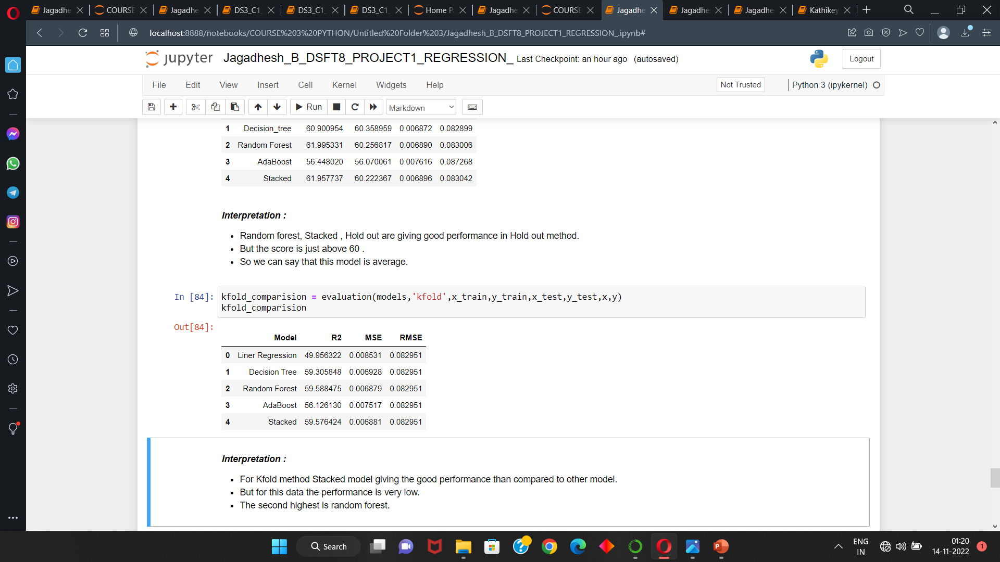 Jagadhe
COURSE
Jagadhe
DS3_C1_
DS3_C1_
DS3_C1_
Home P
Jagadhe
COURSE
Jagadhe
Jagadhe
Jagadhe
Kathikey
localhost:8888/notebooks/COURSE%203%20PYTHON/Untitled%20Folder%203/Jagadhesh_B_DSFT8_PROJECT1_REGRESSION_.ipynb#
jupyter Jagadhesh_B_DSFT8_PROJECT1_REGRESSION_ Last Checkpoint: an hour ago (autosaved) Logout
File Edit View Insert Cell Kernel Widgets Help Not Trusted Python 3 (ipykernel)
Run Markdown
1 Decision_tree 60.900954 60.358959 0.006872 0.082899
2 Random Forest 61.995331 60.256817 0.006890 0.083006
3 AdaBoost 56.448020 56.070061 0.007616 0.087268
4 Stacked 61.957737 60.222367 0.006896 0.083042
Interpretation :
• Random forest, Stacked , Hold out are giving good performance in Hold out method.
• But the score is just above 60 .
• So we can say that this model is average.
In [84]: kfold_comparision = evaluation(models,'kfold',x_train,y_train,x_test,y_test,x,y)
kfold_comparision
Out[84]:
Model R2 MSE RMSE
0 Liner Regression 49.956322 0.008531 0.082951
1 Decision Tree 59.305848 0.006928 0.082951
2 Random Forest 59.588475 0.006879 0.082951
3 AdaBoost 56.126130 0.007517 0.082951
4 Stacked 59.576424 0.006881 0.082951
Interpretation :
• For Kfold method Stacked model giving the good performance than compared to other model.
• But for this data the performance is very low.
• The second highest is random forest.
Search
ENG
IN
01:20
14-11-2022
1